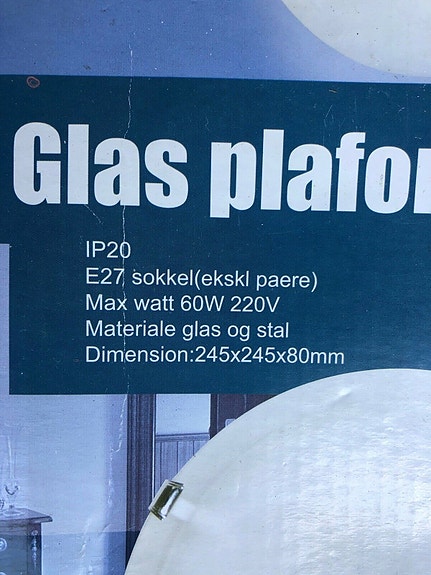 Glas plafo
IP20
E27 sokkel(ekskl paere)
Max watt 60W 220V
Materiale glas og stal
Dimension:245x245x80mm